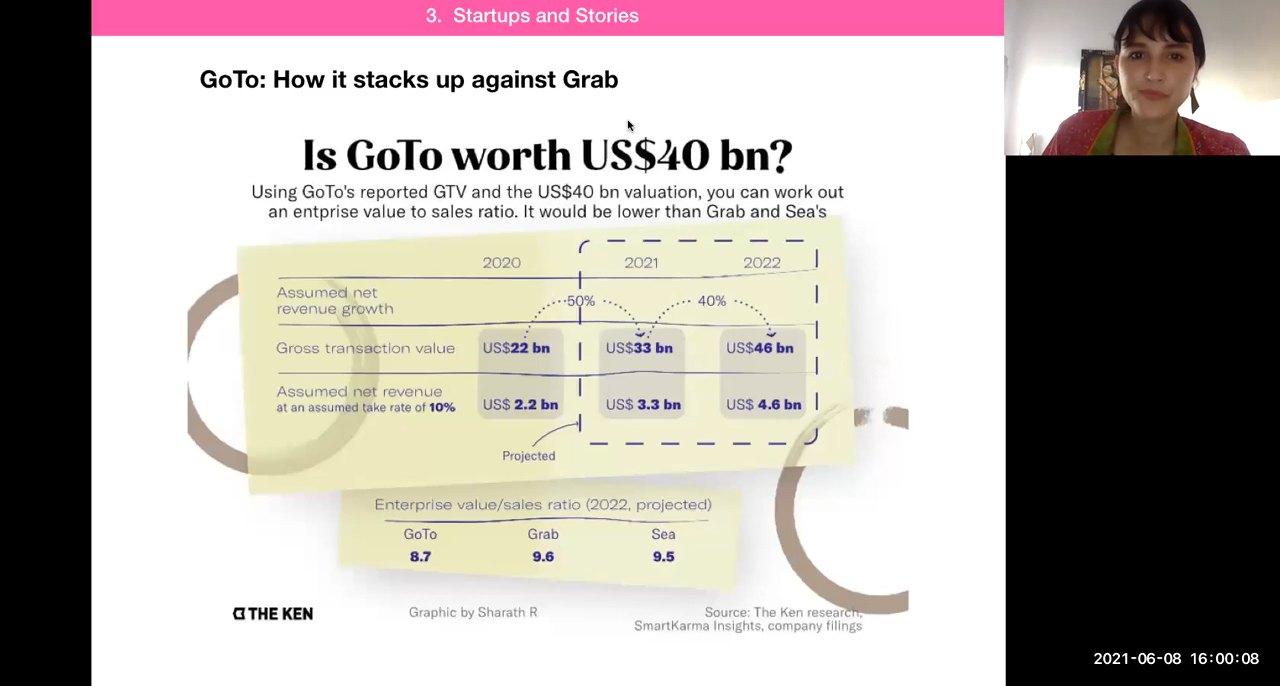 3. Startups and Stories
GoTo: How it stacks up against Grab
Is GoTo worth US$40 bn?
Using GoTo's reported GTV and the US$40 bn valuation, you can work out
an entprise value to sales ratio. It would be lower than Grab and Sea's
2020 2021 2022
Assumed net
revenue growth
50% 40%
Gross transaction value US$22 bn US$33 bn US$46 bn
Assumed net revenue
at an assumed take rate of 10% US$ 2.2 bn US$ 3.3 bn US$ 4.6 bn
Projected
Enterprise value/sales ratio (2022, projected)
GoTo Grab Sea
8.7 9.6 9.5
THE KEN
Graphic by Sharath R
Source: The Ken research,
SmartKarma Insights, company filings
2021-06-08 16:00:08